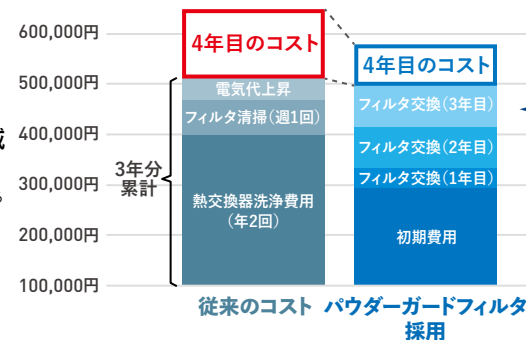 600,000円
500,000円
400,000円
300,000円
200,000円
100,000円
減
。
3年分
累計
4年目のコスト
電気代上昇
フィルタ清掃(週1回)
熱交換器洗浄費用
(年2回)
4年目のコスト
フィルタ交換(3年目)
フィルタ交換(2年目)
フィルタ交換(1年目)
初期費用
従来のコスト
パウダーガードフィルタ
採用